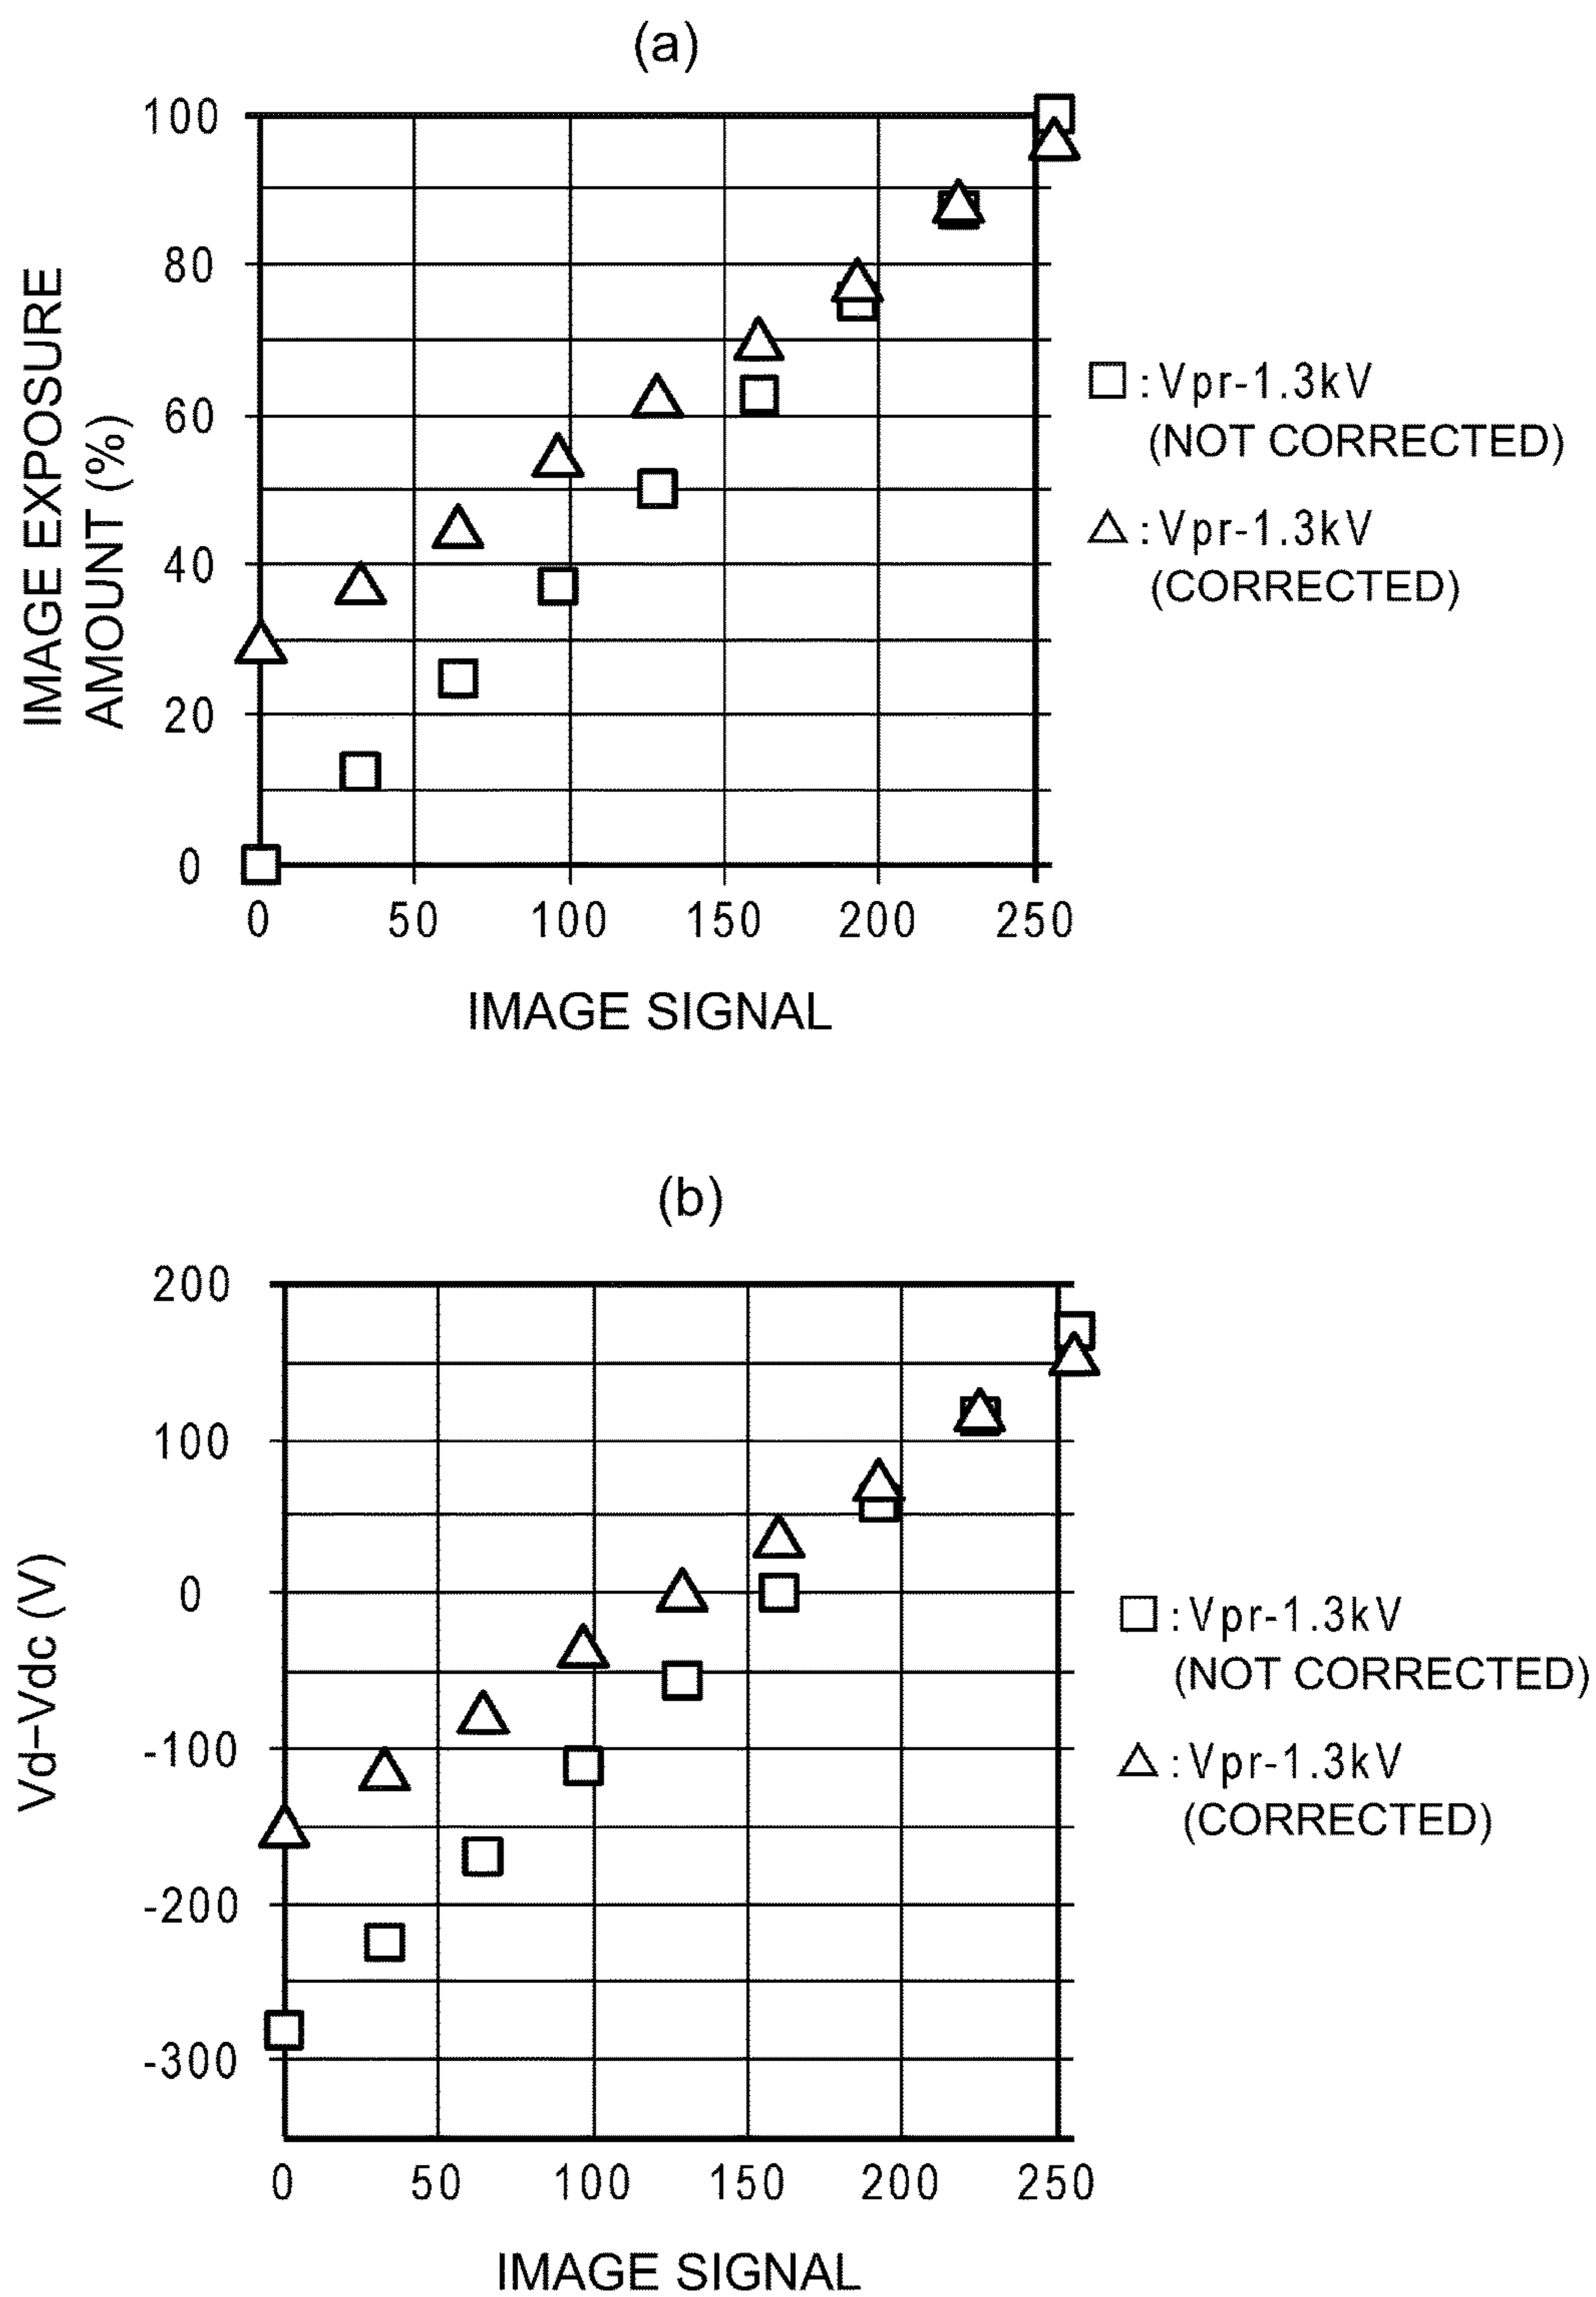 (a)
100
80
60
40
20
0
IMAGE EXPOSURE
AMOUNT (%)
0 50 100 150 200 250
IMAGE SIGNAL
□ : Vpr-1.3kV
(NOT CORRECTED)
△ : Vpr-1.3kV
(CORRECTED)
(b)
200
100
0
-100
-200
-300
Vd-Vdc (V)
0 50 100 150 200 250
IMAGE SIGNAL
□ : Vpr-1.3kV
(NOT CORRECTED)
△ : Vpr-1.3kV
(CORRECTED)